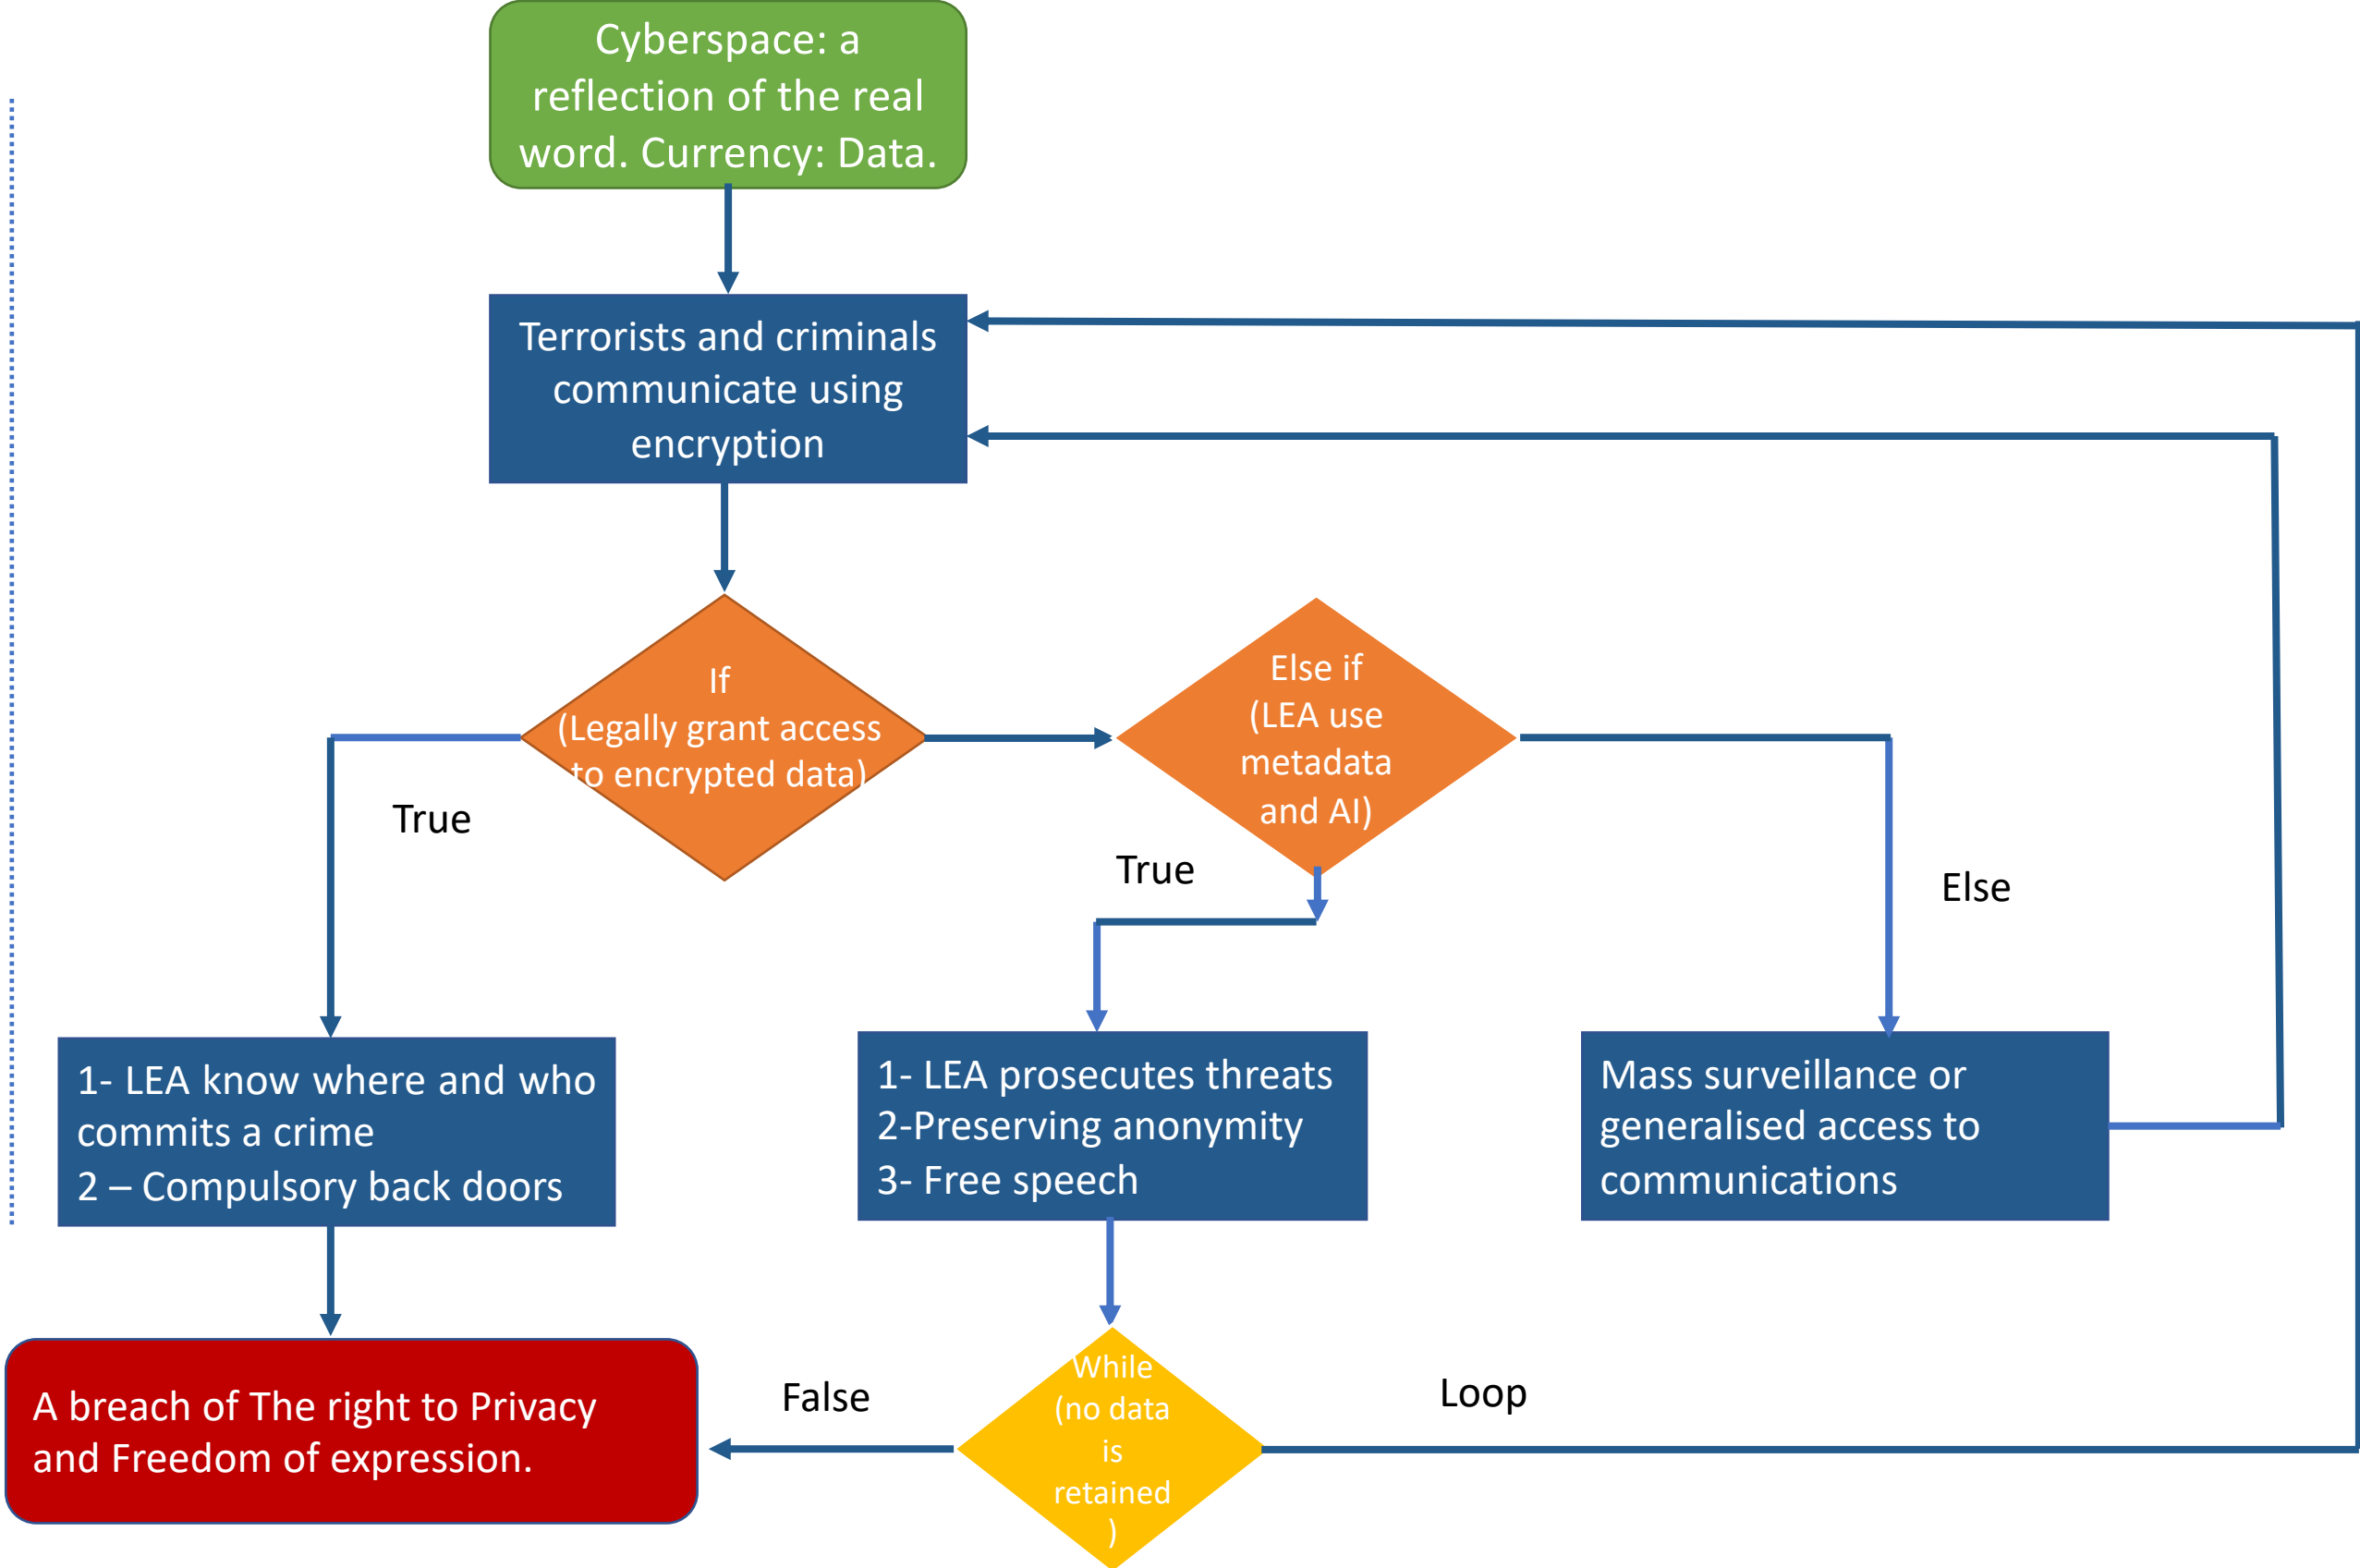 Cyberspace: a
reflection of the real
word. Currency: Data.
Terrorists and criminals
communicate using
encryption
If
(Legally grant access
to encrypted data)
Else if
(LEA use
metadata
and AI)
True
True
Else
1- LEA know where and who
commits a crime
2 – Compulsory back doors
1- LEA prosecutes threats
2-Preserving anonymity
3- Free speech
Mass surveillance or
generalised access to
communications
A breach of The right to Privacy
and Freedom of expression.
False
While
(no data
is
retained
)
Loop